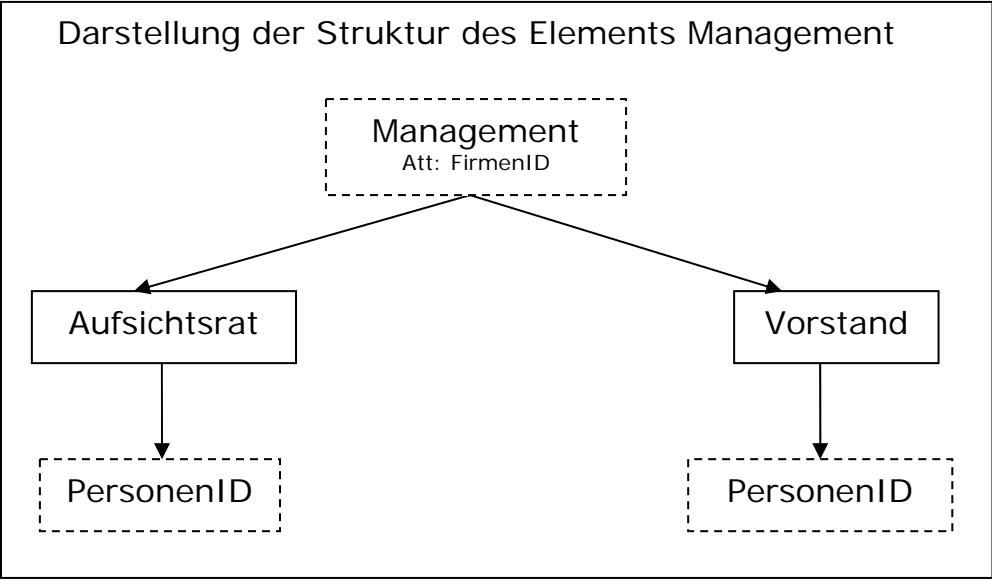 Darstellung der Struktur des Elements Management
Management
Att: FirmenID
Aufsichtsrat
Vorstand
PersonenID
PersonenID